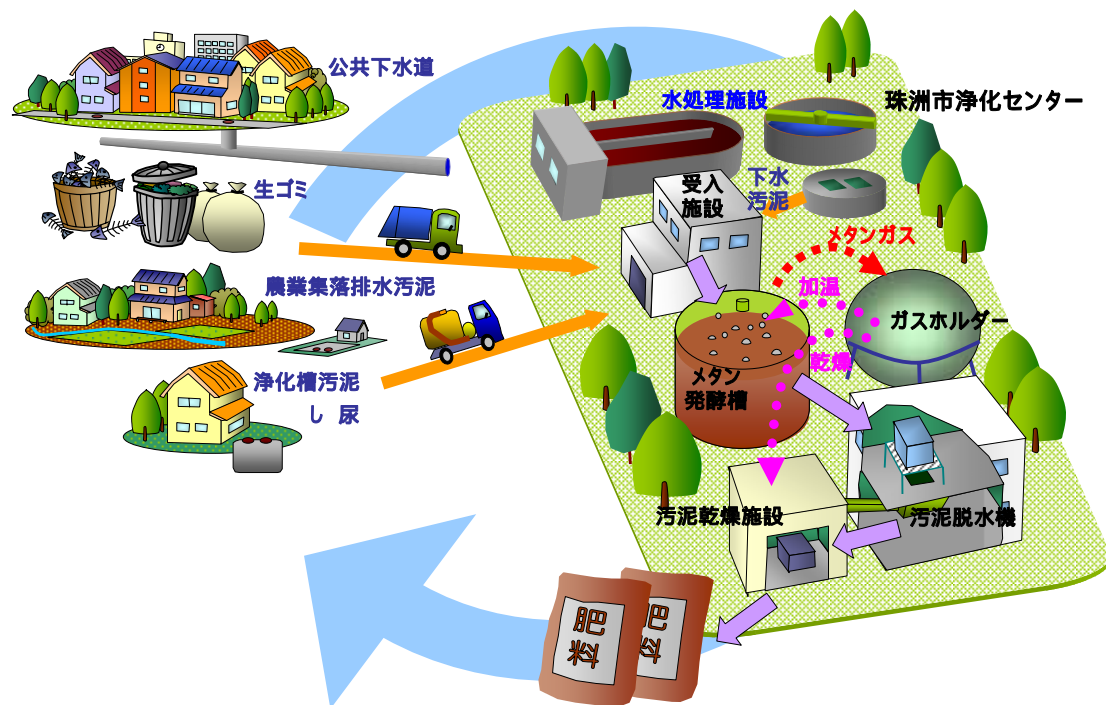 公共下水道
生ゴミ
農業集落排水汚泥
浄化槽汚泥
し 尿
水処理施設
珠洲市浄化センター
受入
施設
下水
汚泥
メタンガス
加温
ガスホルダー
乾燥
メタン
発酵槽
汚泥乾燥施設
汚泥脱水機
肥料
肥料